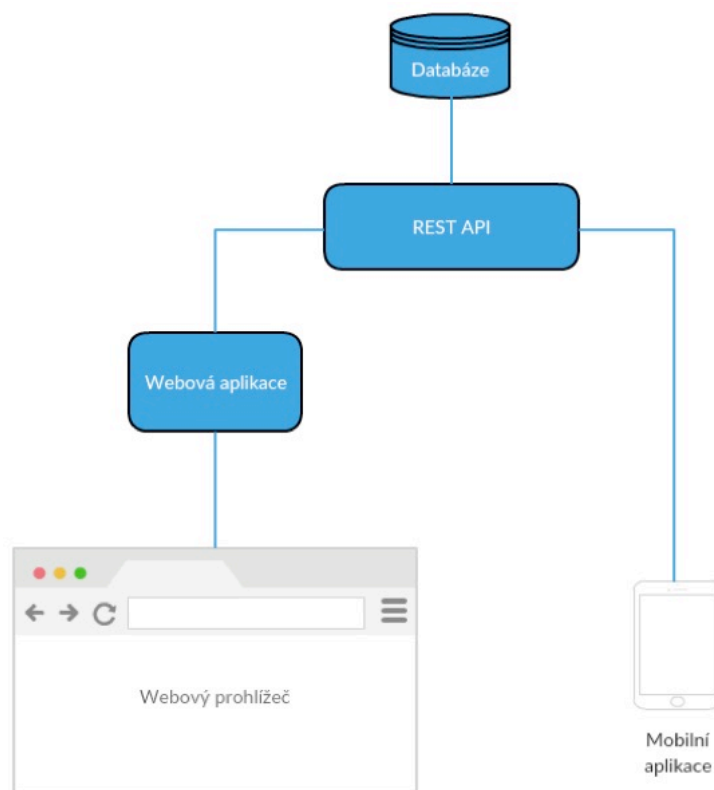 Databáze
REST API
Webová aplikace
Webový prohlížeč
Mobilní
aplikace